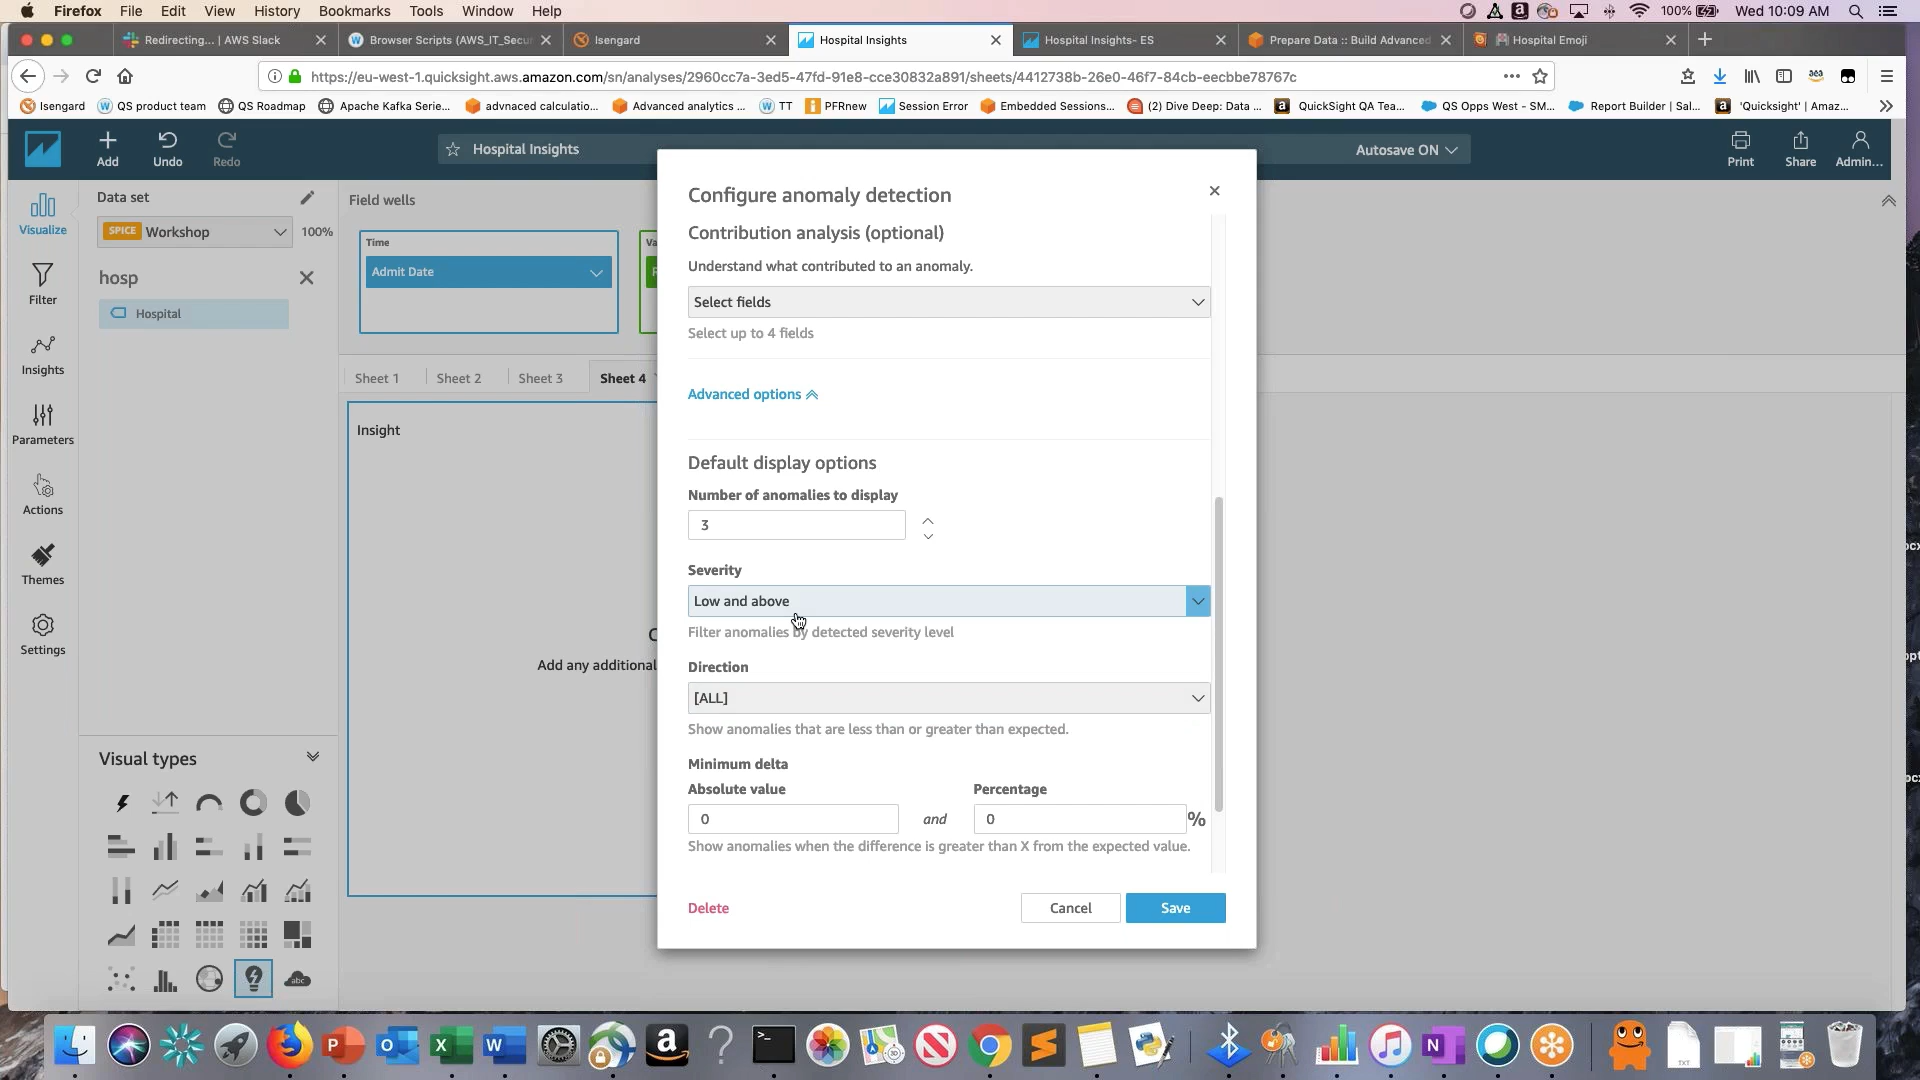 Firefox File Edit View History Bookmarks Tools Window Help
100% Wed 10:09 AM
Redirecting... | AWS Slack
Browser Scripts (AWS_IT_Secur
Isengard
Hospital Insights
Hospital Insights- ES
Prepare Data :: Build Advanced
Hospital Emoji
https://eu-west-1.quicksight.aws.amazon.com/sn/analyses/2960cc7a-3ed5-47fd-91e8-cce30832a891/sheets/4412738b-26e0-46f7-84cb-eecbbe78767c
Isengard
QS product team
QS Roadmap
Apache Kafka Serie...
advnaced calculatio...
Advanced analytics ...
TT
PFRnew
Session Error
Embedded Sessions...
(2) Dive Deep: Data ...
QuickSight QA Tea...
QS Opps West - SM...
Report Builder | Sal...
'Quicksight' | Amaz...
Add
Undo
Redo
Hospital Insights
Autosave ON
Print
Share
Admin...
Visualize
Filter
Insights
Parameters
Actions
Themes
Settings
Data set
SPICE Workshop 100%
hosp
Hospital
Visual types
Field wells
Time
Admit Date
Va
Sheet 1
Sheet 2
Sheet 3
Sheet 4
Insight
C
Add any additional
Configure anomaly detection
Contribution analysis (optional)
Understand what contributed to an anomaly.
Select fields
Select up to 4 fields
Advanced options
Default display options
Number of anomalies to display
3
Severity
Low and above
Filter anomalies by detected severity level
Direction
[ALL]
Show anomalies that are less than or greater than expected.
Minimum delta
Absolute value Percentage
0 and 0 %
Show anomalies when the difference is greater than X from the expected value.
Delete
Cancel
Save